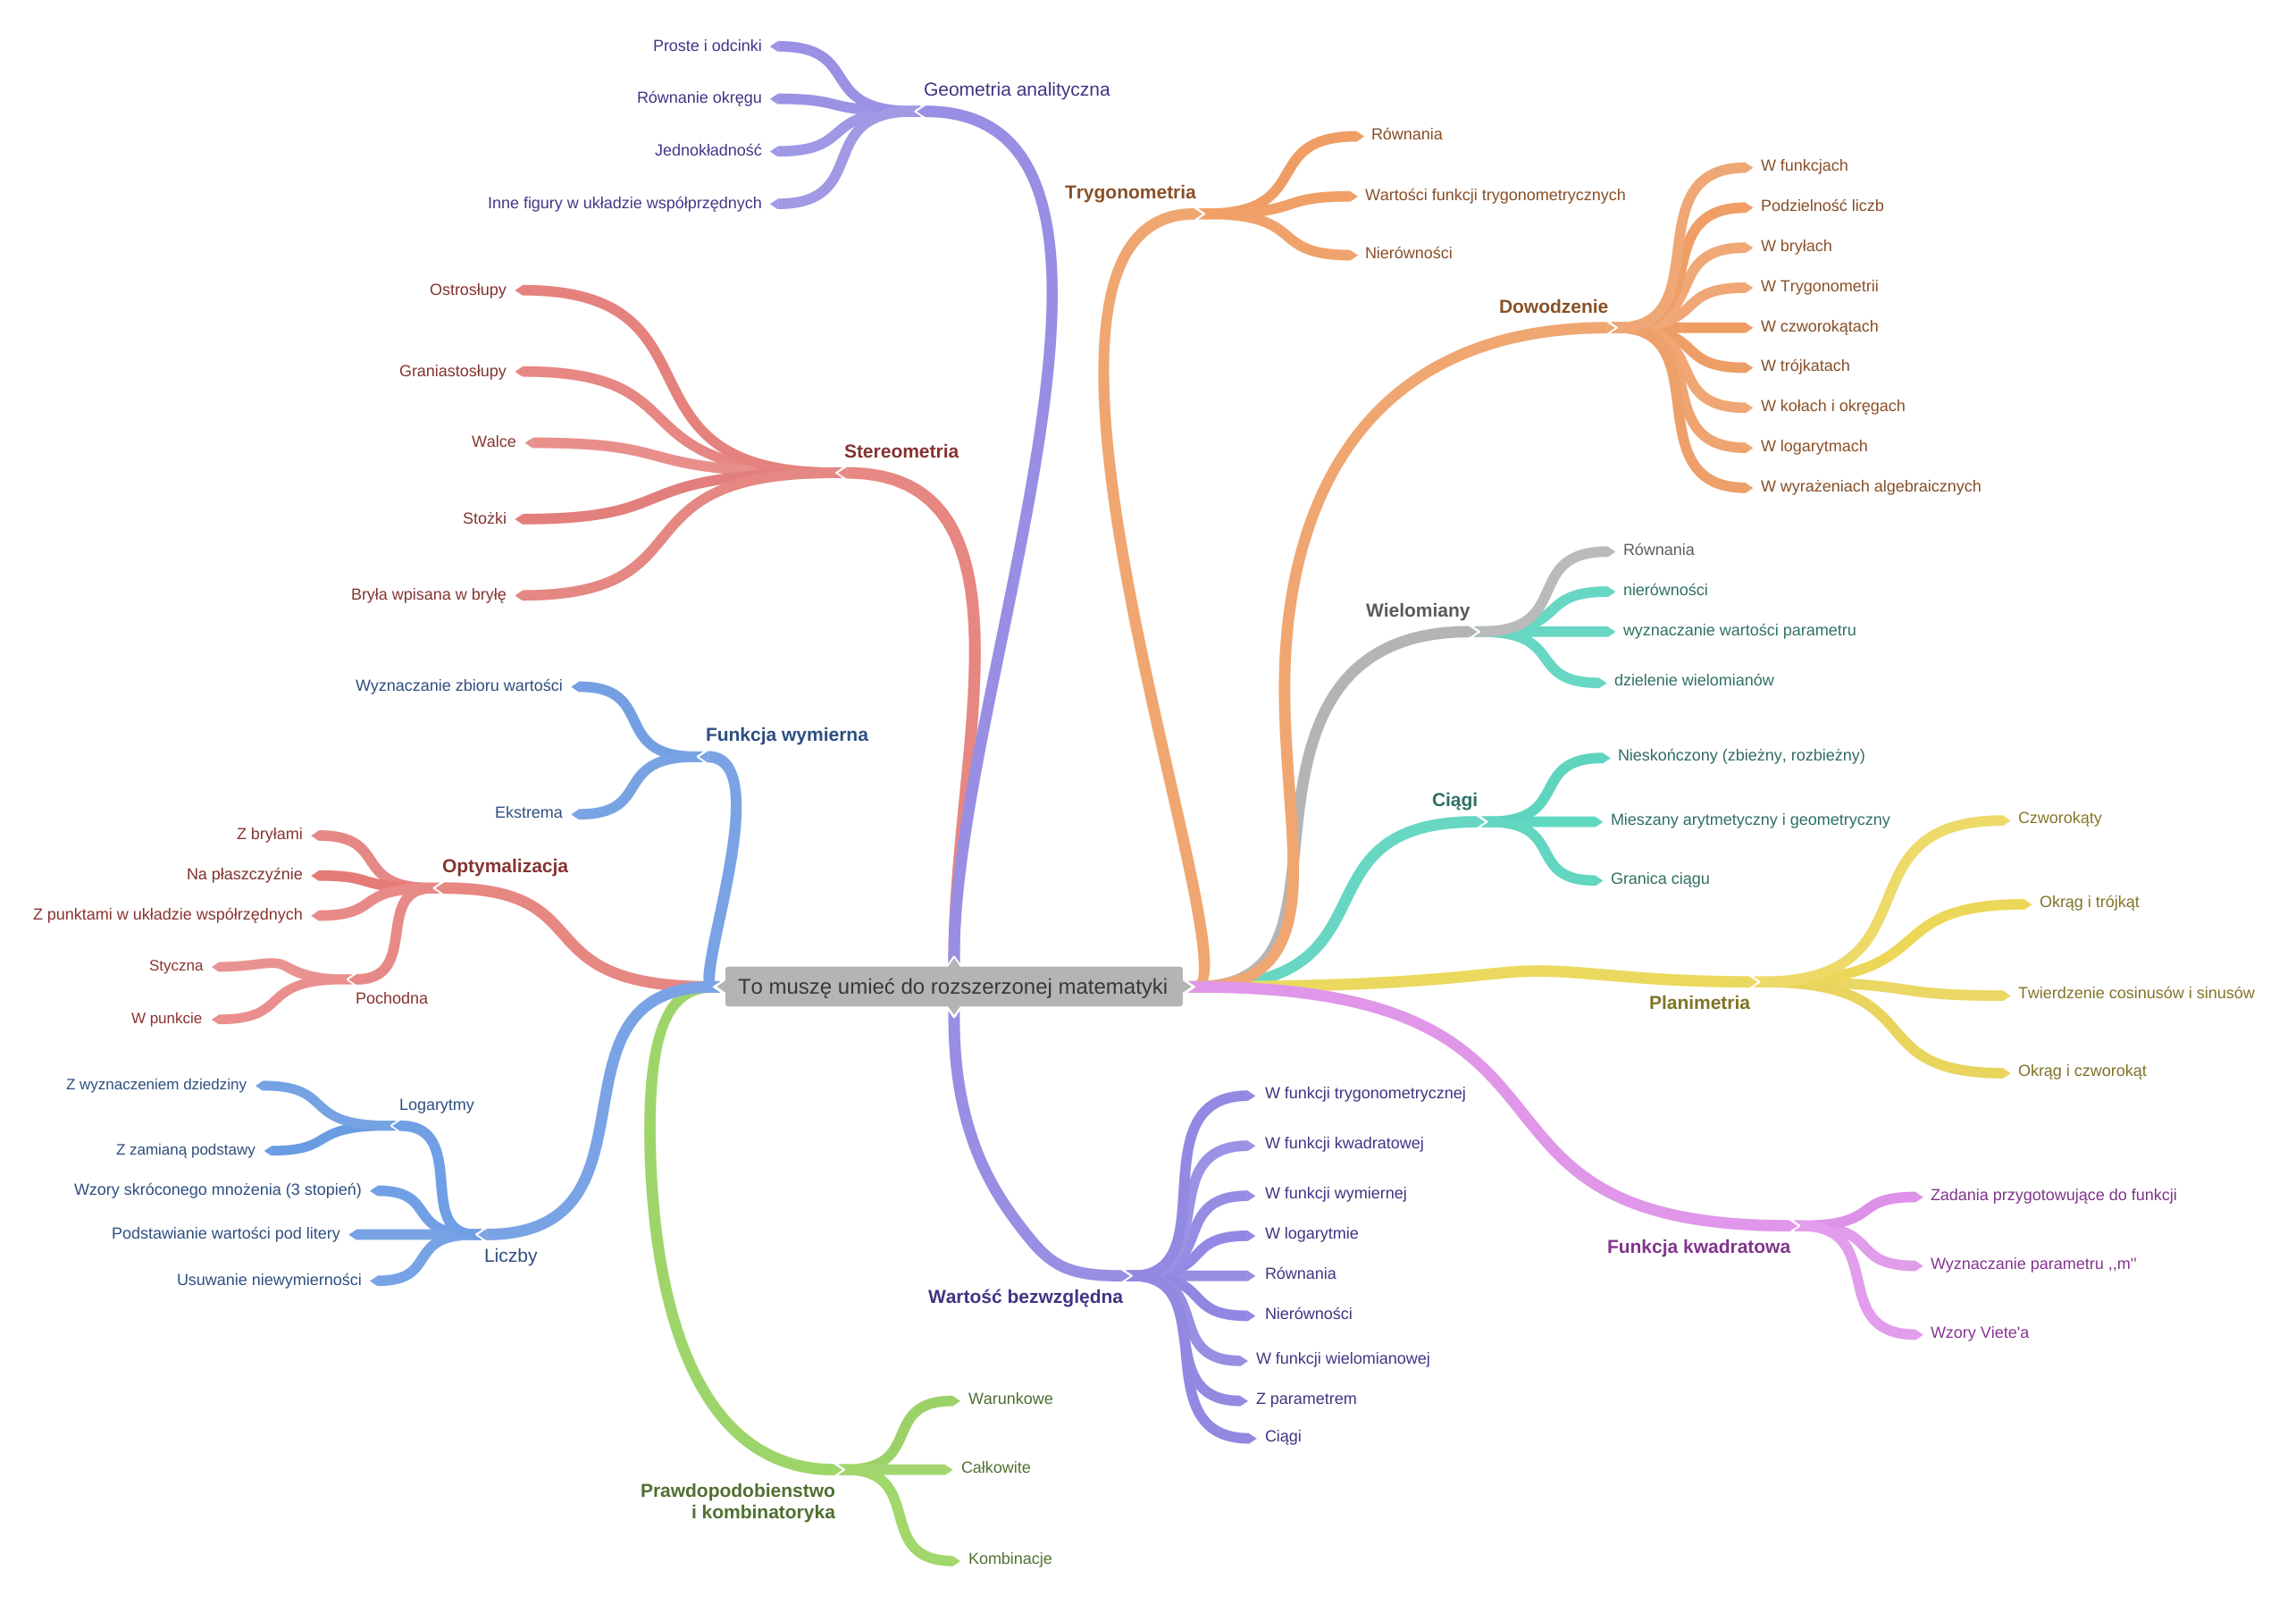 To muszę umieć do rozszerzonej matematyki
Geometria analityczna
Proste i odcinki
Równanie okręgu
Jednokładność
Inne figury w układzie współprzędnych
Stereometria
Ostrosłupy
Graniastosłupy
Walce
Stożki
Bryła wpisana w bryłę
Funkcja wymierna
Wyznaczanie zbioru wartości
Ekstrema
Optymalizacja
Z bryłami
Na płaszczyźnie
Z punktami w układzie współrzędnych
Pochodna
Styczna
W punkcie
Liczby
Logarytmy
Z wyznaczeniem dziedziny
Z zamianą podstawy
Wzory skróconego mnożenia (3 stopień)
Podstawianie wartości pod litery
Usuwanie niewymierności
Prawdopodobienstwo
i kombinatoryka
Warunkowe
Całkowite
Kombinacje
Trygonometria
Równania
Wartości funkcji trygonometrycznych
Nierówności
Dowodzenie
W funkcjach
Podzielność liczb
W bryłach
W Trygonometrii
W czworokątach
W trójkatach
W kołach i okręgach
W logarytmach
W wyrażeniach algebraicznych
Wielomiany
Równania
nierówności
wyznaczanie wartości parametru
dzielenie wielomianów
Ciągi
Nieskończony (zbieżny, rozbieżny)
Mieszany arytmetyczny i geometryczny
Granica ciągu
Planimetria
Czworokąty
Okrąg i trójkąt
Twierdzenie cosinusów i sinusów
Okrąg i czworokąt
Funkcja kwadratowa
Zadania przygotowujące do funkcji
Wyznaczanie parametru ,,m"
Wzory Viete'a
Wartość bezwzględna
W funkcji trygonometrycznej
W funkcji kwadratowej
W funkcji wymiernej
W logarytmie
Równania
Nierówności
W funkcji wielomianowej
Z parametrem
Ciągi